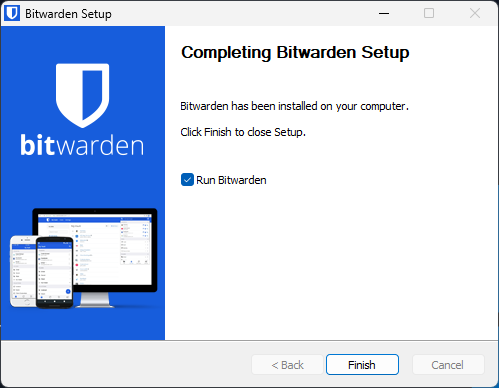 Bitwarden Setup
bitwarden
Completing Bitwarden Setup
Bitwarden has been installed on your computer.
Click Finish to close Setup.
Run Bitwarden
< Back
Finish
Cancel